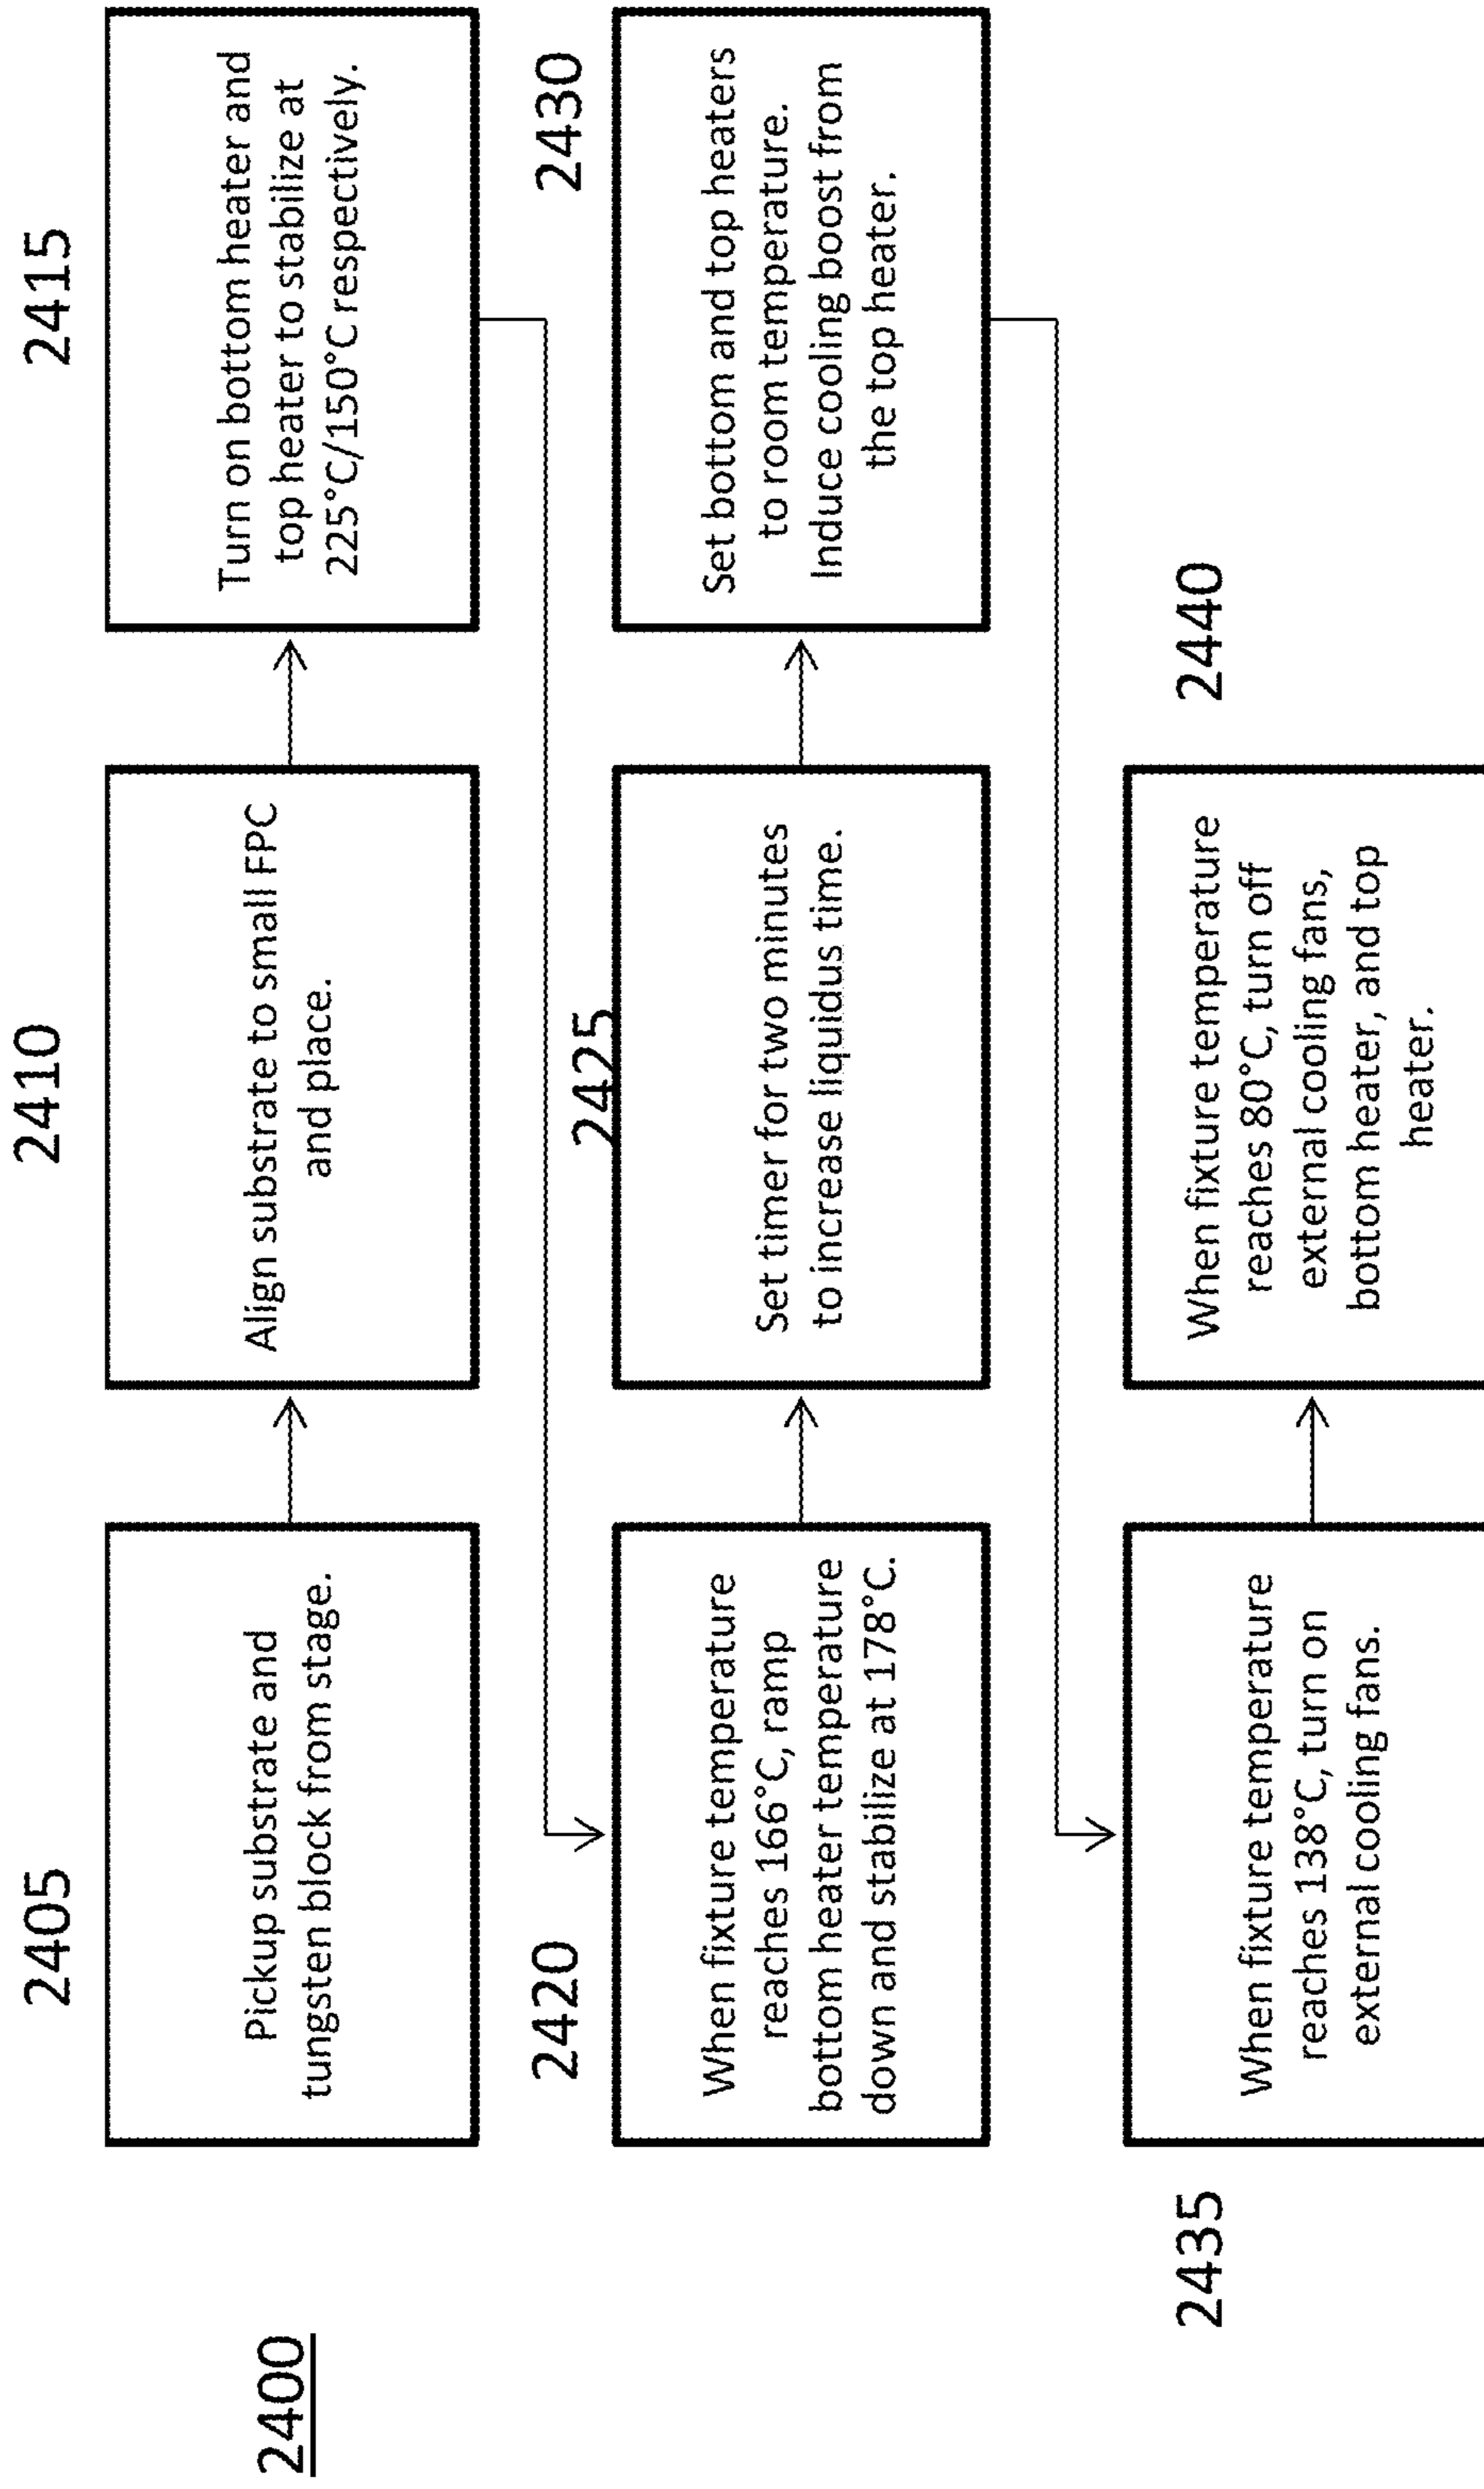 2400
2405
Pickup substrate and
tungsten block from stage.
2410
Align substrate to small FPC
and place.
2415
Turn on bottom heater and
top heater to stabilize at
225°C/150°C respectively.
2420
When fixture temperature
reaches 166°C, ramp
bottom heater temperature
down and stabilize at 178°C.
2425
Set timer for two minutes
to increase liquidus time.
2430
Set bottom and top heaters
to room temperature.
Induce cooling boost from
the top heater.
2435
When fixture temperature
reaches 138°C, turn on
external cooling fans.
2440
When fixture temperature
reaches 80°C, turn off
external cooling fans,
bottom heater, and top
heater.